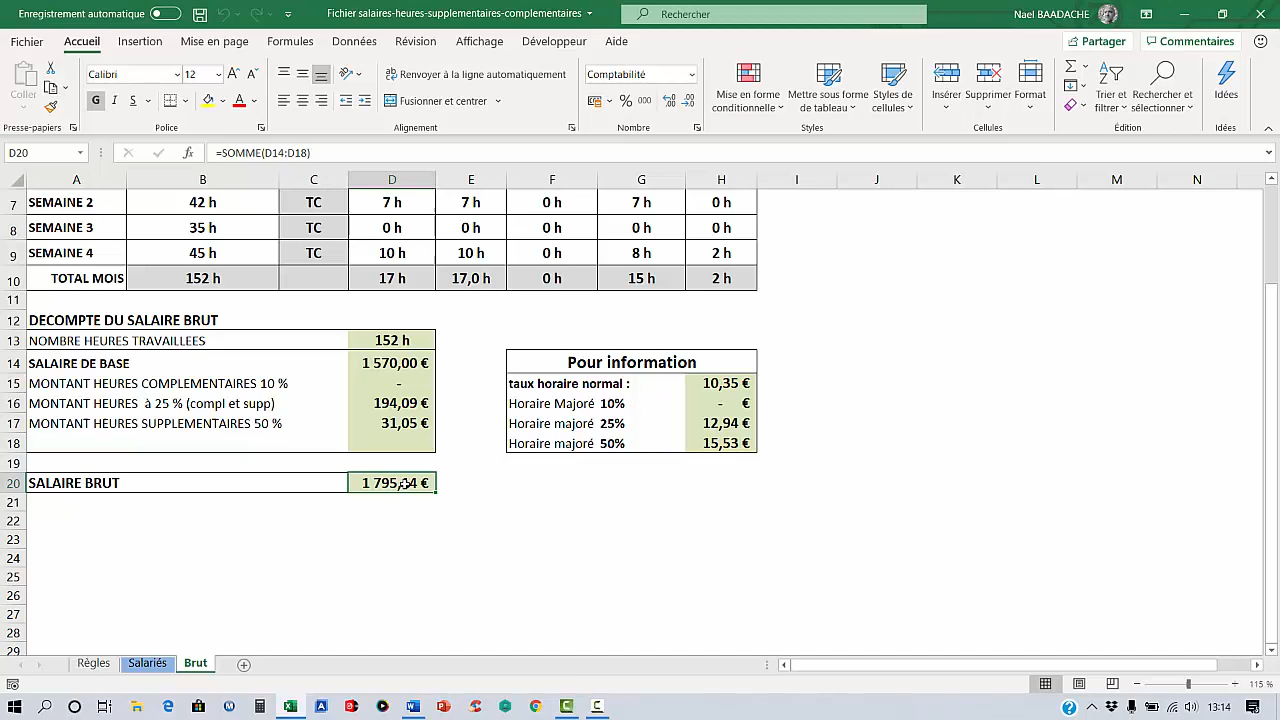 Enregistrement automatique
Fichier salaires-heures-supplementaires-complementaires
Rechercher
Nael BAADACHE
Fichier Accueil Insertion Mise en page Formules Données Révision Affichage Développeur Aide
Partager Commentaires
Coller
Calibri 12
Renvoyer à la ligne automatiquement
Comptabilité
G I S
Fusionner et centrer
% 000
Mise en forme conditionnelle
Mettre sous forme de tableau
Styles de cellules
Insérer Supprimer Format
Trier et filtrer
Rechercher et sélectionner
Idées
Presse-papiers Police Alignement Nombre Styles Cellules Édition Idées
D20 fx =SOMME(D14:D18)
A B C D E F G H I J K L M N
7 SEMAINE 2 42 h TC 7 h 7 h 0 h 7 h 0 h
8 SEMAINE 3 35 h TC 0 h 0 h 0 h 0 h 0 h
9 SEMAINE 4 45 h TC 10 h 10 h 0 h 8 h 2 h
10 TOTAL MOIS 152 h 17 h 17,0 h 0 h 15 h 2 h
11
12 DECOMPTE DU SALAIRE BRUT
13 NOMBRE HEURES TRAVAILLEES 152 h
14 SALAIRE DE BASE 1 570,00 € Pour information
15 MONTANT HEURES COMPLEMENTAIRES 10 % - taux horaire normal : 10,35 €
16 MONTANT HEURES à 25 % (compl et supp) 194,09 € Horaire Majoré 10% - €
17 MONTANT HEURES SUPPLEMENTAIRES 50 % 31,05 € Horaire majoré 25% 12,94 €
18 Horaire majoré 50% 15,53 €
19
20 SALAIRE BRUT
21
22
23
24
25
26
27
28
29
Règles Salariés Brut
115 %
13:14